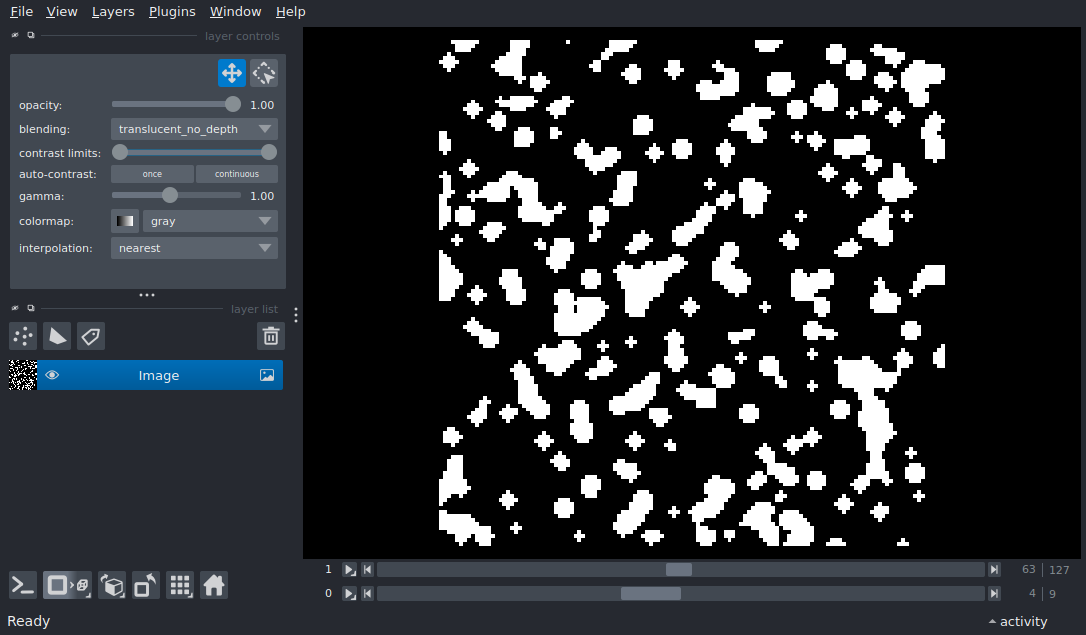 File View Layers Plugins Window Help
layer controls
opacity: 1.00
blending: translucent_no_depth
contrast limits:
auto-contrast: once continuous
gamma: 1.00
colormap: gray
interpolation: nearest
layer list
Image
1 63 127
0 4 9
Ready activity